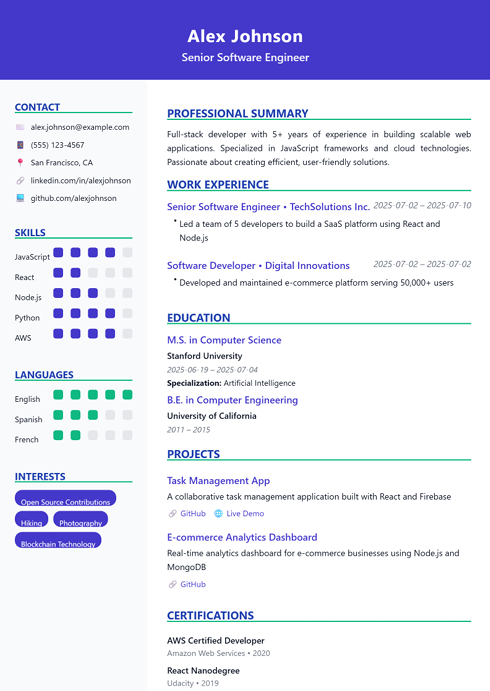 Alex Johnson
Senior Software Engineer
CONTACT
alex.johnson@example.com
(555) 123-4567
San Francisco, CA
linkedin.com/in/alexjohnson
github.com/alexjohnson
SKILLS
JavaScript
React
Node.js
Python
AWS
LANGUAGES
English
Spanish
French
INTERESTS
Open Source Contributions
Hiking Photography
Blockchain Technology
PROFESSIONAL SUMMARY
Full-stack developer with 5+ years of experience in building scalable web
applications. Specialized in JavaScript frameworks and cloud technologies.
Passionate about creating efficient, user-friendly solutions.
WORK EXPERIENCE
Senior Software Engineer • TechSolutions Inc. 2025-07-02 – 2025-07-10
• Led a team of 5 developers to build a SaaS platform using React and
Node.js
Software Developer • Digital Innovations 2025-07-02 – 2025-07-02
• Developed and maintained e-commerce platform serving 50,000+ users
EDUCATION
M.S. in Computer Science
Stanford University
2025-06-19 – 2025-07-04
Specialization: Artificial Intelligence
B.E. in Computer Engineering
University of California
2011 – 2015
PROJECTS
Task Management App
A collaborative task management application built with React and Firebase
GitHub Live Demo
E-commerce Analytics Dashboard
Real-time analytics dashboard for e-commerce businesses using Node.js and
MongoDB
GitHub
CERTIFICATIONS
AWS Certified Developer
Amazon Web Services • 2020
React Nanodegree
Udacity • 2019